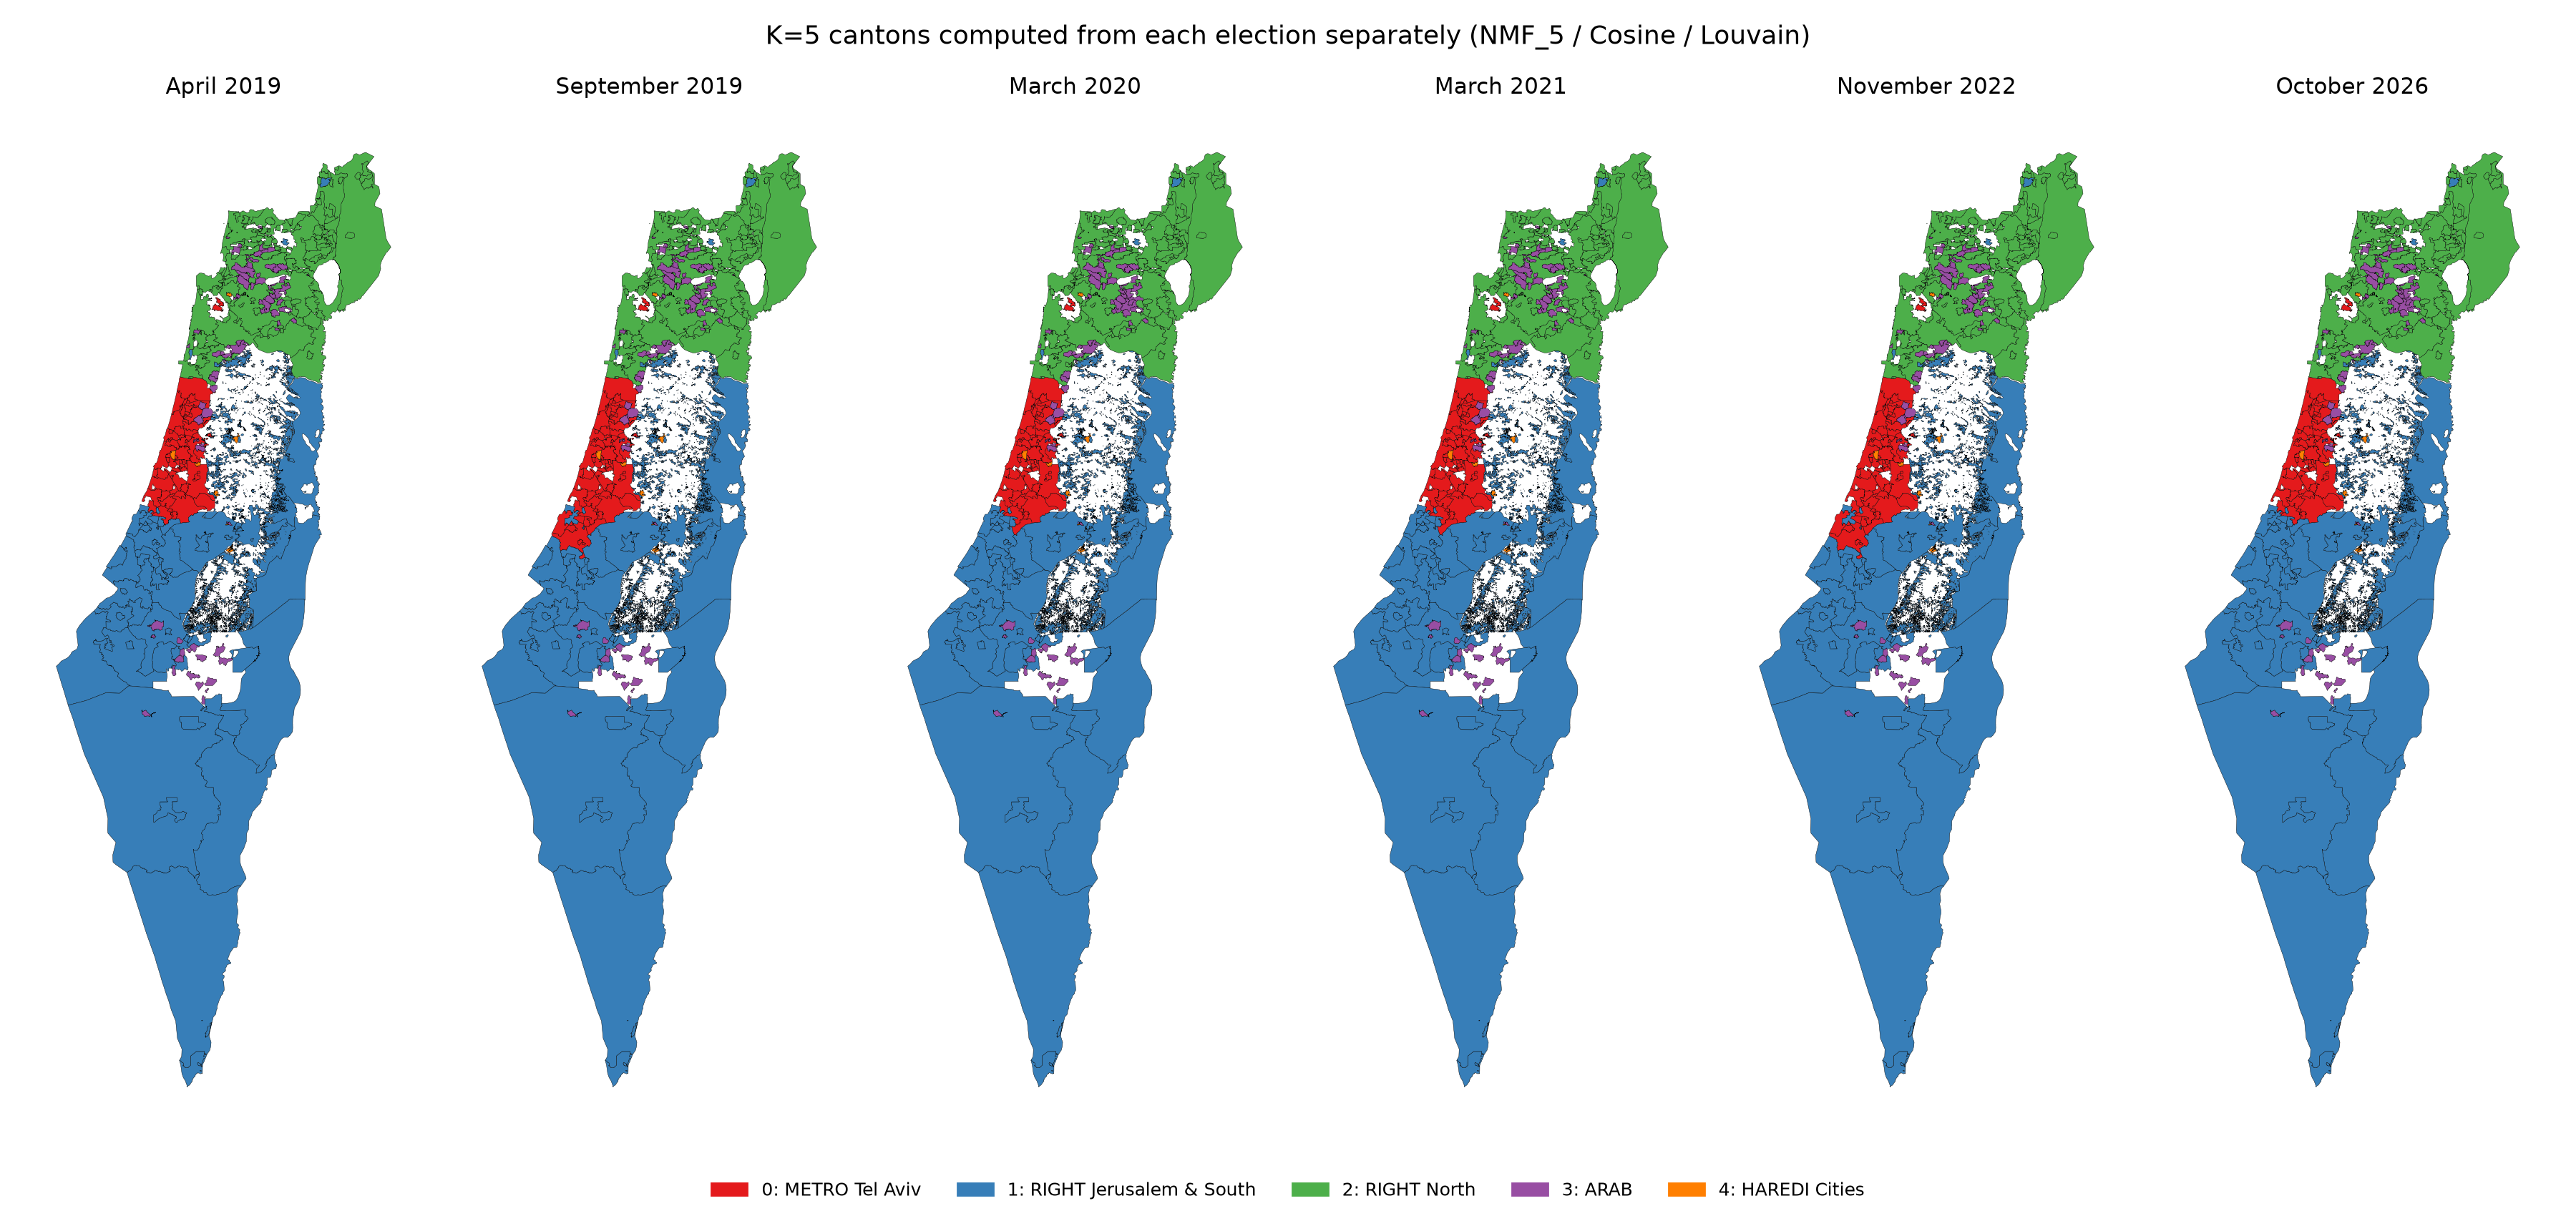 K=5 cantons computed from each election separately (NMF_5 / Cosine / Louvain)
April 2019
September 2019
March 2020
March 2021
November 2022
October 2026
0: METRO Tel Aviv
1: RIGHT Jerusalem & South
2: RIGHT North
3: ARAB
4: HAREDI Cities